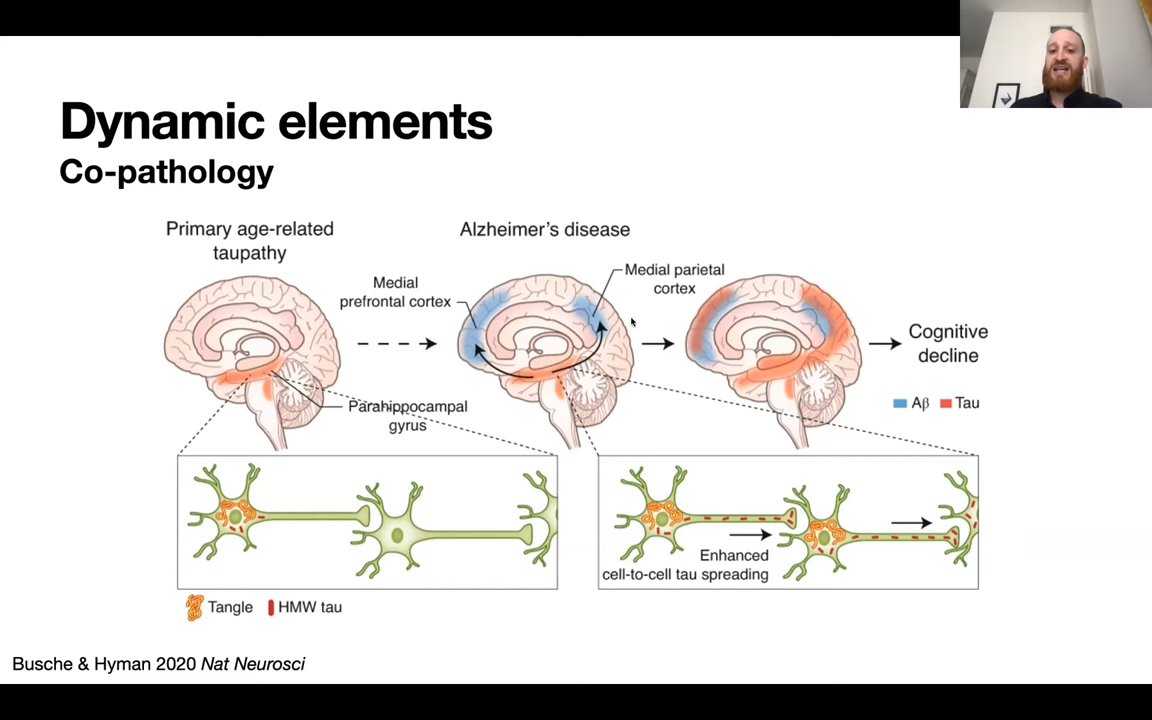 Dynamic elements
Co-pathology
Primary age-related
taupathy
Alzheimer's disease
Medial
prefrontal cortex
Medial parietal
cortex
Cognitive
decline
Aβ Tau
Parahippocampal
gyrus
Enhanced
cell-to-cell tau spreading
Tangle HMW tau
Busche & Hyman 2020 Nat Neurosci